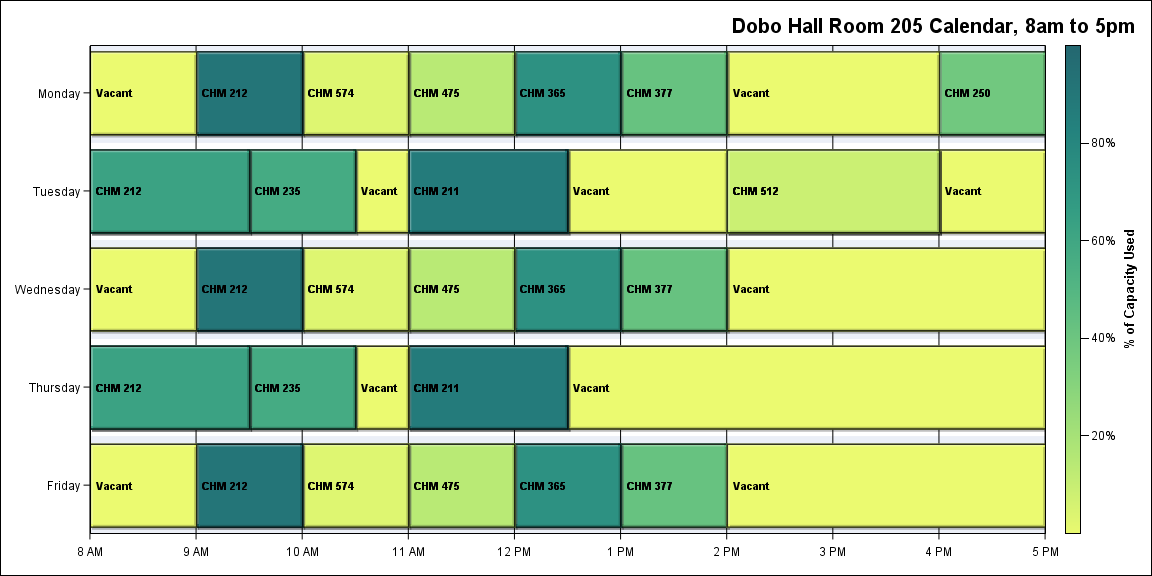 Dobo Hall Room 205 Calendar, 8am to 5pm
Monday
Vacant
CHM 212
CHM 574
CHM 475
CHM 365
CHM 377
Vacant
CHM 250
Tuesday
CHM 212
CHM 235
Vacant
CHM 211
Vacant
CHM 512
Vacant
Wednesday
Vacant
CHM 212
CHM 574
CHM 475
CHM 365
CHM 377
Vacant
Thursday
CHM 212
CHM 235
Vacant
CHM 211
Vacant
Friday
Vacant
CHM 212
CHM 574
CHM 475
CHM 365
CHM 377
Vacant
8 AM
9 AM
10 AM
11 AM
12 PM
1 PM
2 PM
3 PM
4 PM
5 PM
80%
60%
40%
20%
% of Capacity Used